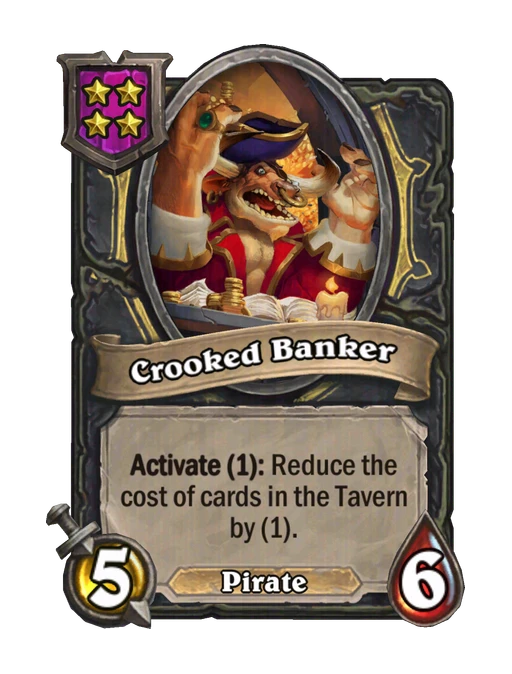 Crooked Banker
Activate (1): Reduce the
cost of cards in the Tavern
by (1).
5
Pirate
6